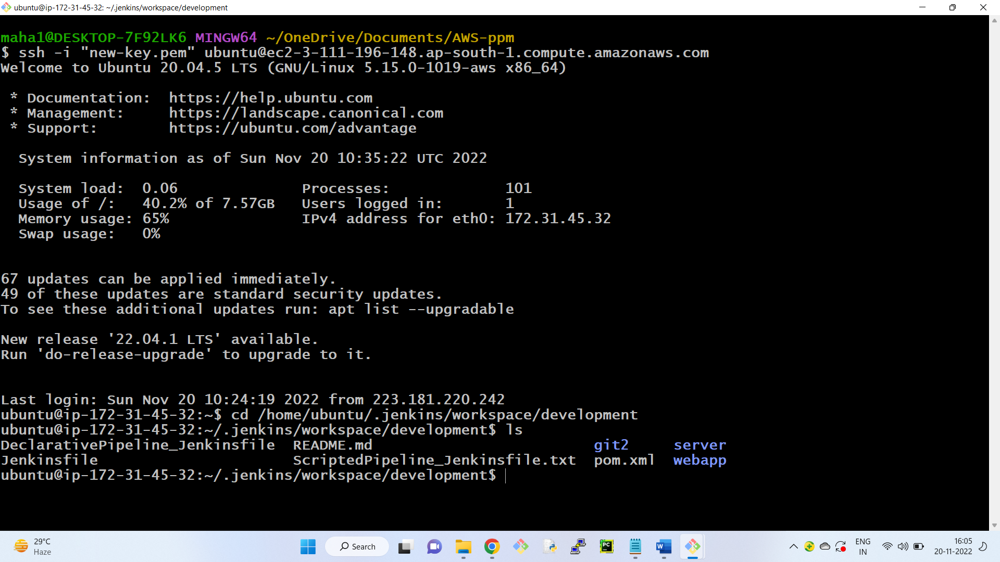 ubuntu@ip-172-31-45-32: ~/.jenkins/workspace/development
maha1@DESKTOP-7F92LK6 MINGW64 ~/OneDrive/Documents/AWS-ppm
$ ssh -i "new-key.pem" ubuntu@ec2-3-111-196-148.ap-south-1.compute.amazonaws.com
Welcome to Ubuntu 20.04.5 LTS (GNU/Linux 5.15.0-1019-aws x86_64)
* Documentation:  https://help.ubuntu.com
* Management:     https://landscape.canonical.com
* Support:        https://ubuntu.com/advantage
System information as of Sun Nov 20 10:35:22 UTC 2022
System load:  0.06              Processes:             101
Usage of /:   40.2% of 7.57GB   Users logged in:       1
Memory usage: 65%               IPv4 address for eth0: 172.31.45.32
Swap usage:   0%
67 updates can be applied immediately.
49 of these updates are standard security updates.
To see these additional updates run: apt list --upgradable
New release '22.04.1 LTS' available.
Run 'do-release-upgrade' to upgrade to it.
Last login: Sun Nov 20 10:24:19 2022 from 223.181.220.242
ubuntu@ip-172-31-45-32:~$ cd /home/ubuntu/.jenkins/workspace/development
ubuntu@ip-172-31-45-32:~/.jenkins/workspace/development$ ls
DeclarativePipeline_Jenkinsfile  README.md                         git2     server
Jenkinsfile                      ScriptedPipeline_Jenkinsfile.txt  pom.xml  webapp
ubuntu@ip-172-31-45-32:~/.jenkins/workspace/development$
29°C
Haze
Search
PC
W
ENG
IN
16:05
20-11-2022